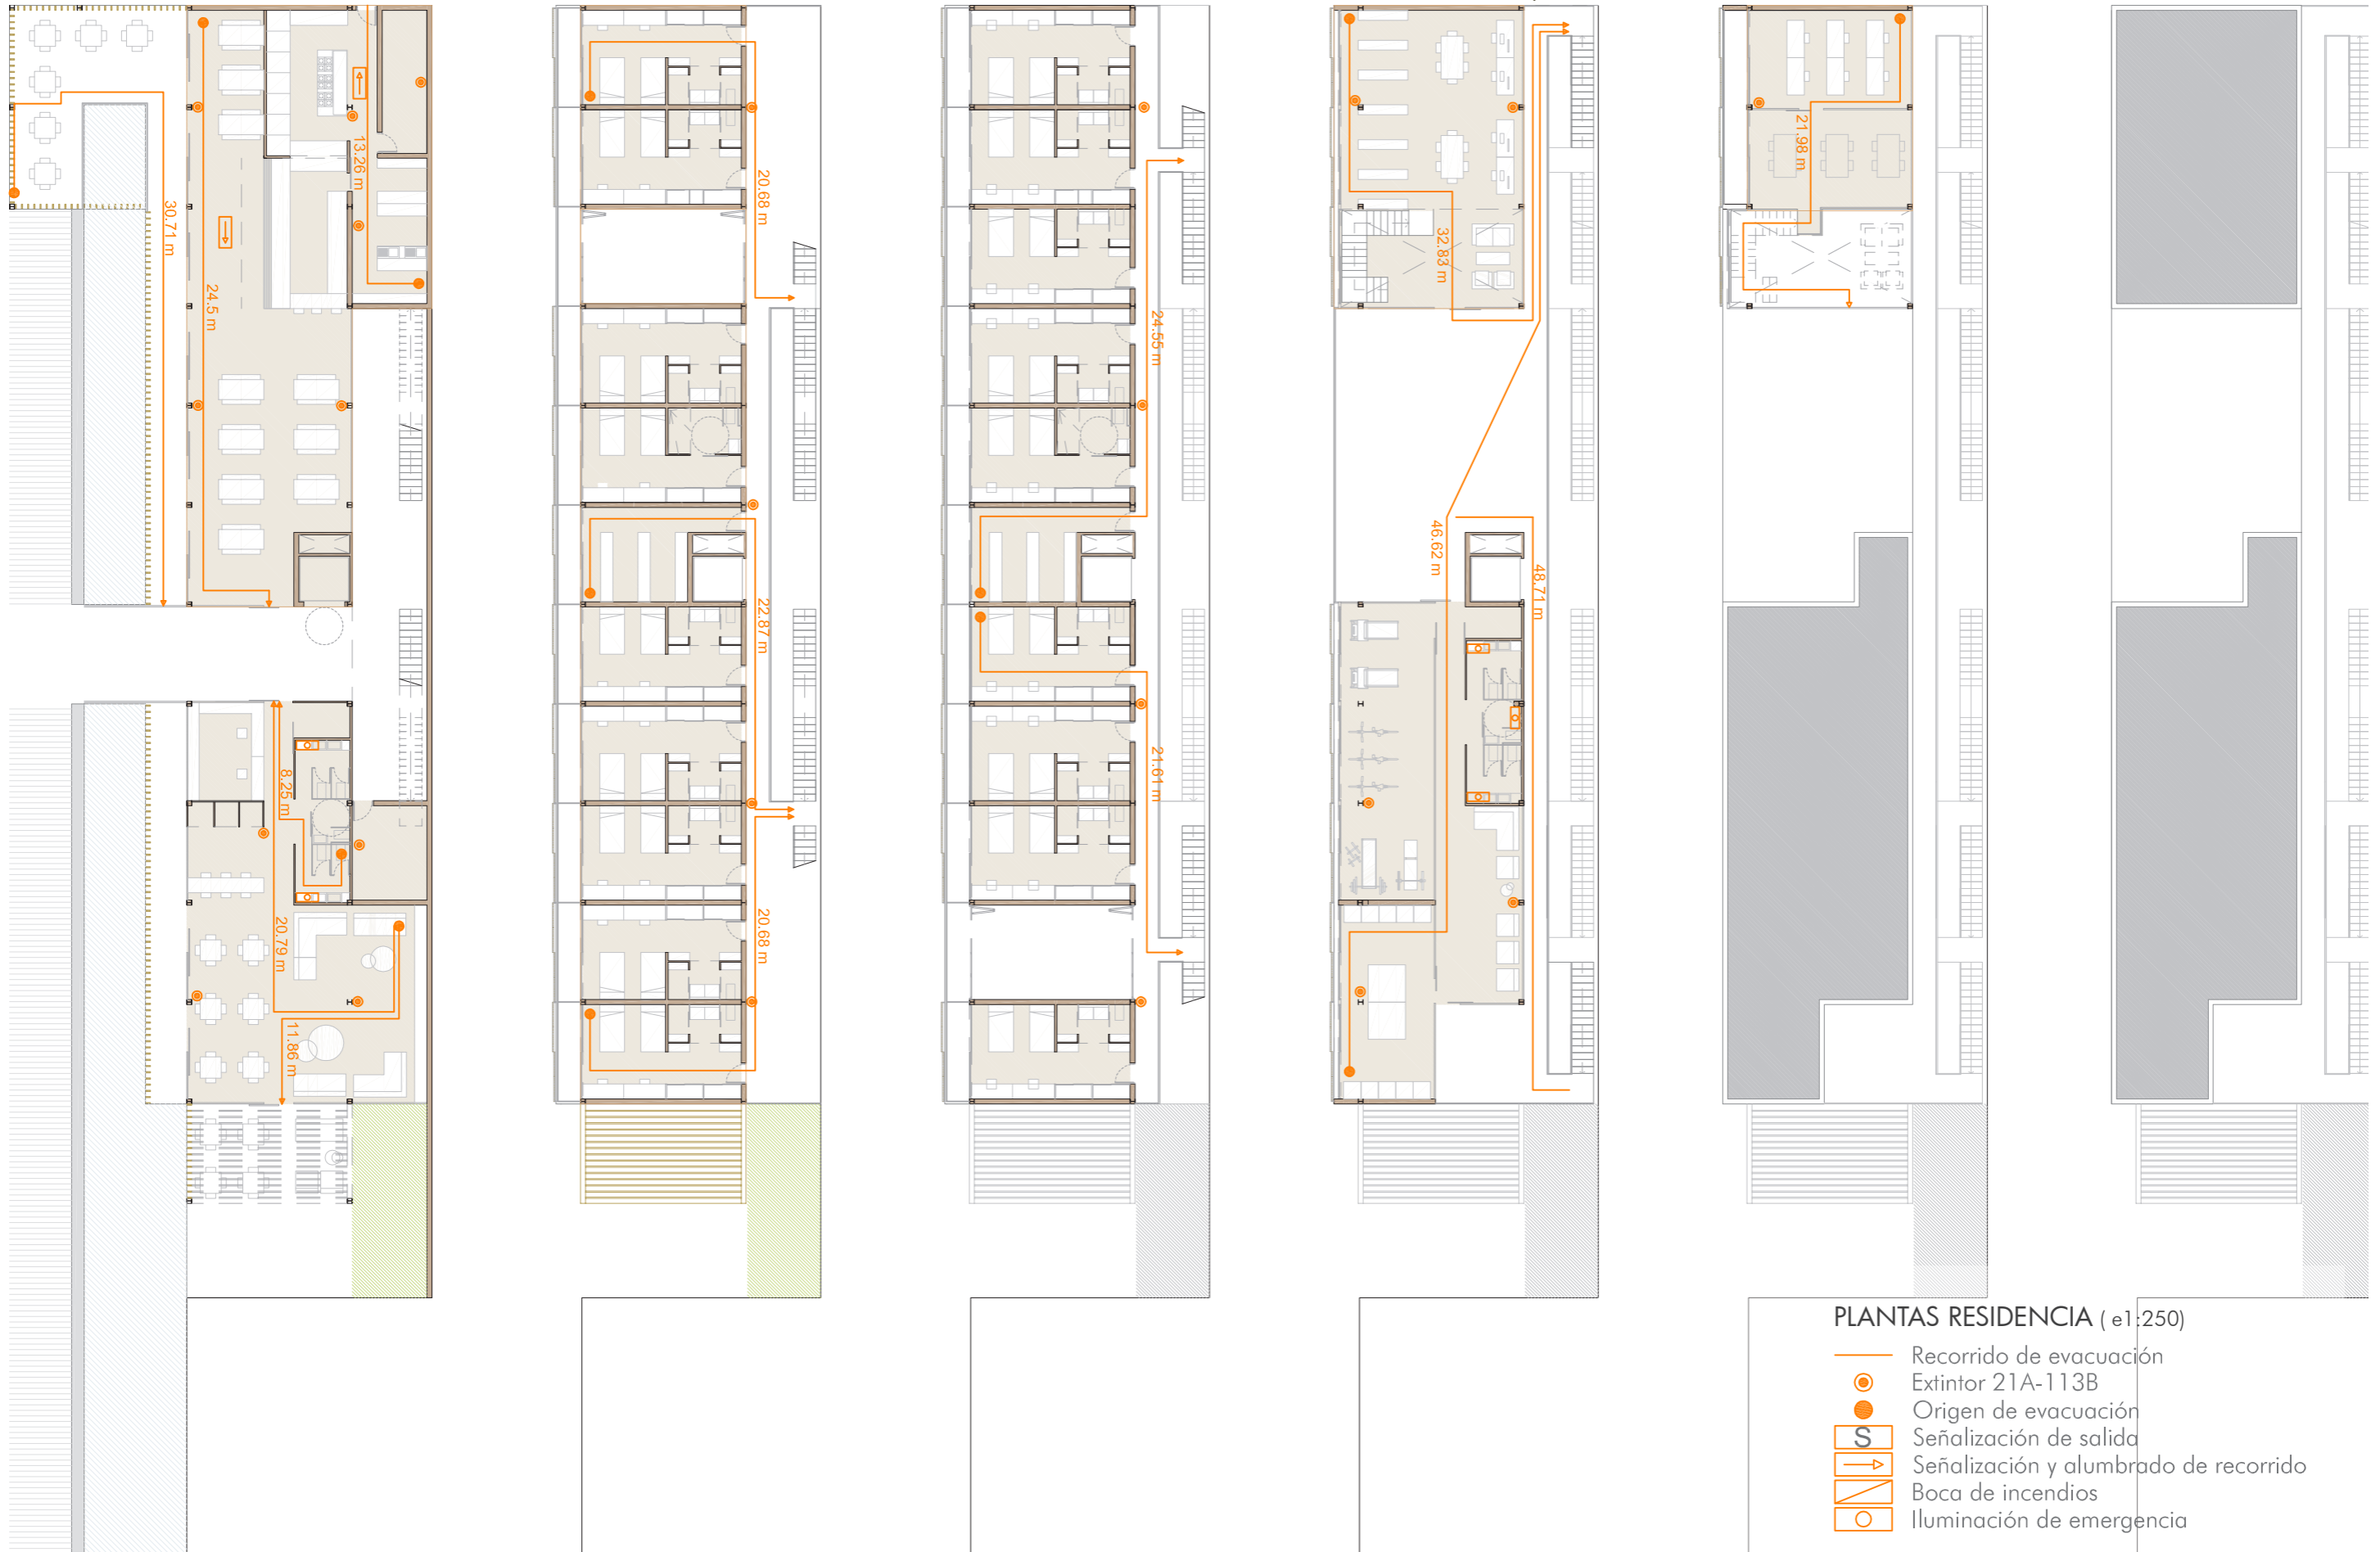 30.71 m
24.5 m
13.26 m
8.25 m
20.79 m
11.86 m
20.68 m
22.87 m
20.68 m
24.55 m
21.61 m
32.83 m
46.62 m
48.71 m
21.98 m
PLANTAS RESIDENCIA ( e1:250)
Recorrido de evacuación
Extintor 21A-113B
Origen de evacuación
S Señalización de salida
Señalización y alumbrado de recorrido
Boca de incendios
Iluminación de emergencia